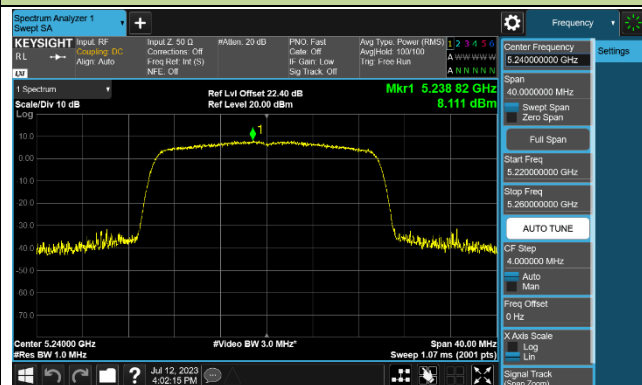 Spectrum Analyzer 1
Swept SA
Frequency
KEYSIGHT
Input: RF
Coupling: DC
Align: Auto
Input Z: 50 Ω
Corrections: Off
Freq Ref: Int (S)
NFE: Off
#Atten: 20 dB
PNO: Fast
Gate: Off
IF Gain: Low
Sig Track: Off
Avg Type: Power (RMS)
Avg|Hold: 100/100
Trig: Free Run
1 2 3 4 5 6
A W W W W W
A N N N N N
RL
LXI
1 Spectrum
Scale/Div 10 dB
Log
Ref Lvl Offset 22.40 dB
Ref Level 20.00 dBm
Mkr1 5.238 82 GHz
8.111 dBm
1
10.0
0.00
-10.0
-20.0
-30.0
-40.0
-50.0
-60.0
-70.0
Center 5.24000 GHz
#Res BW 1.0 MHz
#Video BW 3.0 MHz*
Span 40.00 MHz
Sweep 1.07 ms (2001 pts)
Jul 12, 2023
4:02:15 PM
Center Frequency
5.240000000 GHz
Settings
Span
40.0000000 MHz
Swept Span
Zero Span
Full Span
Start Freq
5.220000000 GHz
Stop Freq
5.260000000 GHz
AUTO TUNE
CF Step
4.000000 MHz
Auto
Man
Freq Offset
0 Hz
X Axis Scale
Log
Lin
Signal Track
(Span Zoom)